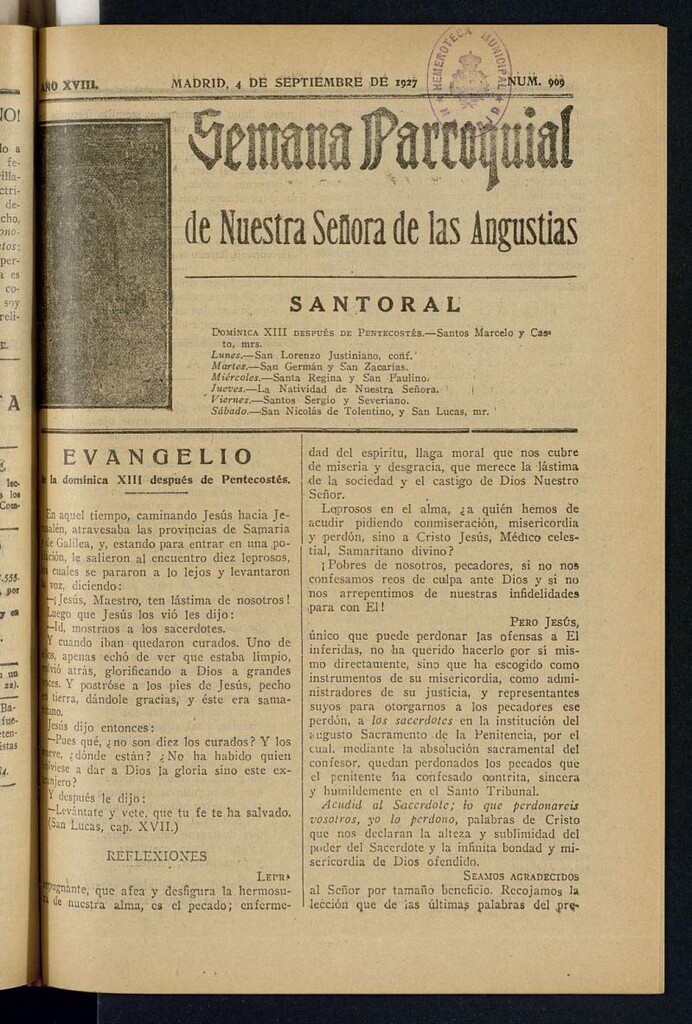 AÑO XVIII.
MADRID, 4 DE SEPTIEMBRE DE 1927
NUM. 909
HEMEROTECA MUNICIPAL
Semana Parroquial
de Nuestra Señora de las Angustias
SANTORAL
DOMINICA XIII DESPUÉS DE PENTECOSTÉS.—Santos Marcelo y Cas-
to, mrs.
Lunes.—San Lorenzo Justiniano, conf.
Martes.—San Germán y San Zacarías.
Miércoles.—Santa Regina y San Paulino.
Jueves.—La Natividad de Nuestra Señora.
Viernes.—Santos Sergio y Severiano.
Sábado.—San Nicolás de Tolentino, y San Lucas, mr.
EVANGELIO
la dominica XIII después de Pentecostés.
En aquel tiempo, caminando Jesús hacia Je-
salén, atravesaba las provincias de Samaria
de Galilea, y, estando para entrar en una po-
ción, le salieron al encuentro diez leprosos,
cuales se pararon a lo lejos y levantaron
voz, diciendo:
—¡Jesús, Maestro, ten lástima de nosotros!
Luego que Jesús los vió les dijo:
—Id, mostraos a los sacerdotes.
Y cuando iban quedaron curados. Uno de
os, apenas echó de ver que estaba limpio,
vió atrás, glorificando a Dios a grandes
ces. Y postróse a los pies de Jesús, pecho
tierra, dándole gracias, y éste era sama-
ano.
Jesús dijo entonces:
—Pues qué, ¿no son diez los curados? Y los
eve, ¿dónde están? ¿No ha habido quien
viese a dar a Dios la gloria sino este ex-
njero?
Y después le dijo:
—Levántate y vete, que tu fe te ha salvado.
(San Lucas, cap. XVII.)
REFLEXIONES
LEPRA
pugnante, que afea y desfigura la hermosu-
de nuestra alma, es el pecado; enferme-
dad del espíritu, llaga moral que nos cubre
de miseria y desgracia, que merece la lástima
de la sociedad y el castigo de Dios Nuestro
Señor.
Leprosos en el alma, ¿a quién hemos de
acudir pidiendo conmiseración, misericordia
y perdón, sino a Cristo Jesús, Médico celes-
tial, Samaritano divino?
¡Pobres de nosotros, pecadores, si no nos
confesamos reos de culpa ante Dios y si no
nos arrepentimos de nuestras infidelidades
para con El!
PERO JESÚS,
único que puede perdonar las ofensas a El
inferidas, no ha querido hacerlo por sí mis-
mo directamente, sino que ha escogido como
instrumentos de su misericordia, como admi-
nistradores de su justicia, y representantes
suyos para otorgarnos a los pecadores ese
perdón, a los sacerdotes en la institución del
augusto Sacramento de la Penitencia, por el
cual, mediante la absolución sacramental del
confesor, quedan perdonados los pecados que
el penitente ha confesado contrita, sincera
y humildemente en el Santo Tribunal.
Acudid al Sacerdote; lo que perdonareis
vosotros, yo lo perdono, palabras de Cristo
que nos declaran la alteza y sublimidad del
poder del Sacerdote y la infinita bondad y mi-
sericordia de Dios ofendido.
SEAMOS AGRADECIDOS
al Señor por tamaño beneficio. Recojamos la
lección que de las últimas palabras del pre-